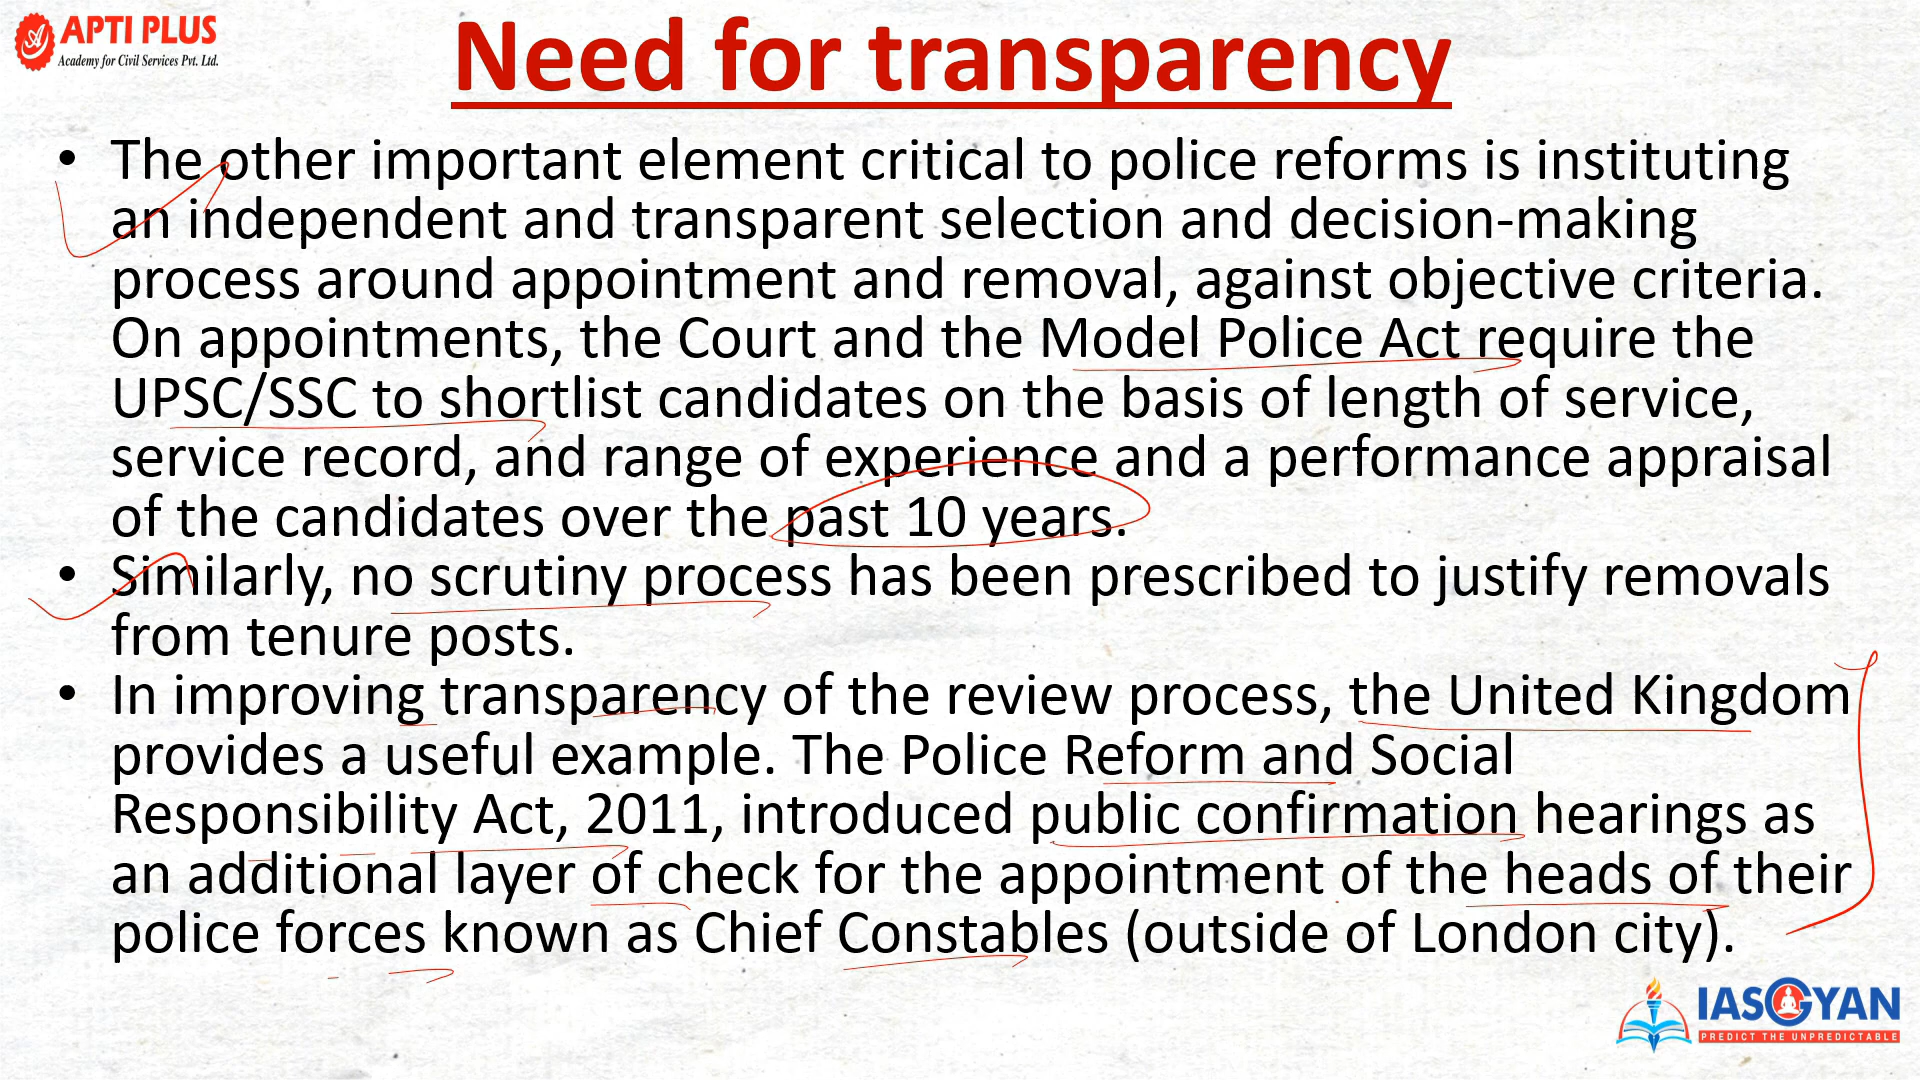 APTI PLUS
Academy for Civil Services Pvt. Ltd.
Need for transparency
• The other important element critical to police reforms is instituting
an independent and transparent selection and decision-making
process around appointment and removal, against objective criteria.
On appointments, the Court and the Model Police Act require the
UPSC/SSC to shortlist candidates on the basis of length of service,
service record, and range of experience and a performance appraisal
of the candidates over the past 10 years.
• Similarly, no scrutiny process has been prescribed to justify removals
from tenure posts.
• In improving transparency of the review process, the United Kingdom
provides a useful example. The Police Reform and Social
Responsibility Act, 2011, introduced public confirmation hearings as
an additional layer of check for the appointment of the heads of their
police forces known as Chief Constables (outside of London city).
IASGYAN
PREDICT THE UNPREDICTABLE